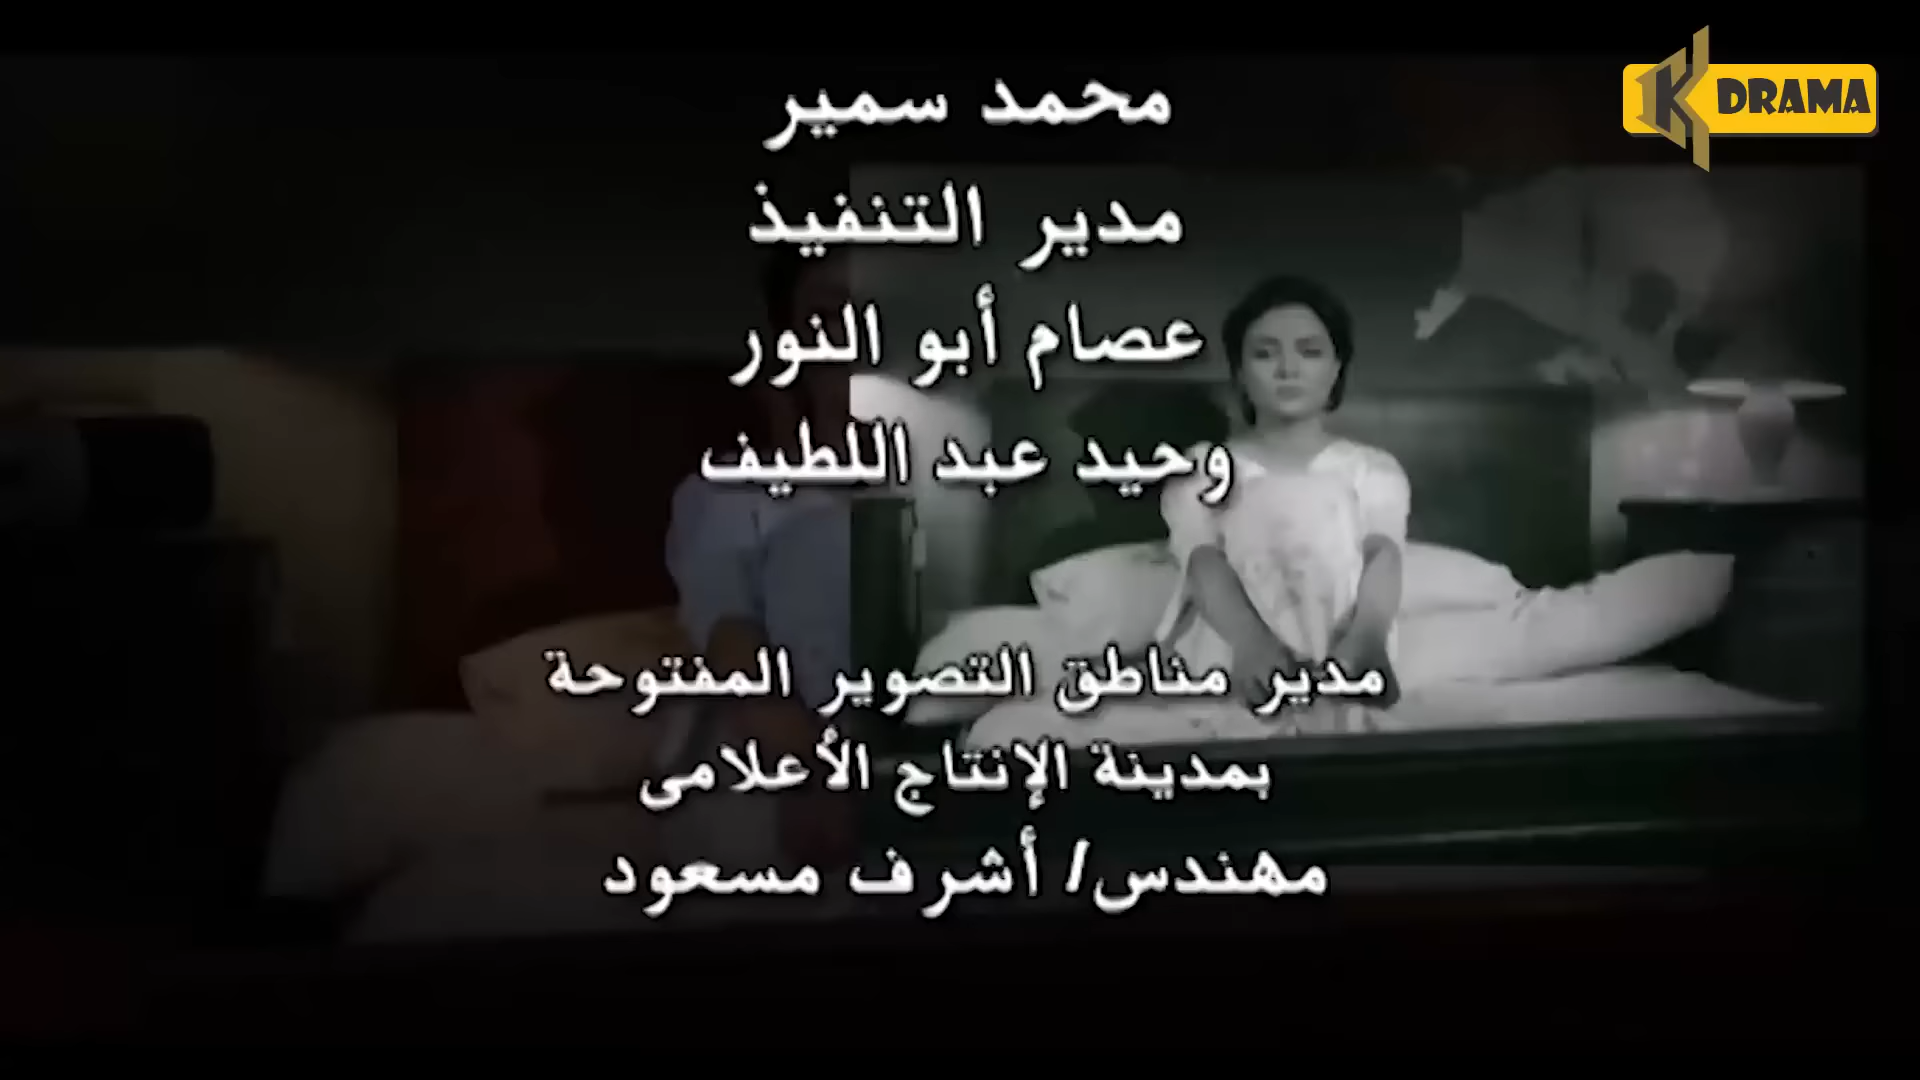 محمد سمير
مدير التنفيذ
عصام أبو النور
وحيد عبد اللطيف
مدير مناطق التصوير المفتوحة
بمدينة الإنتاج الأعلامى
مهندس/ أشرف مسعود
K DRAMA